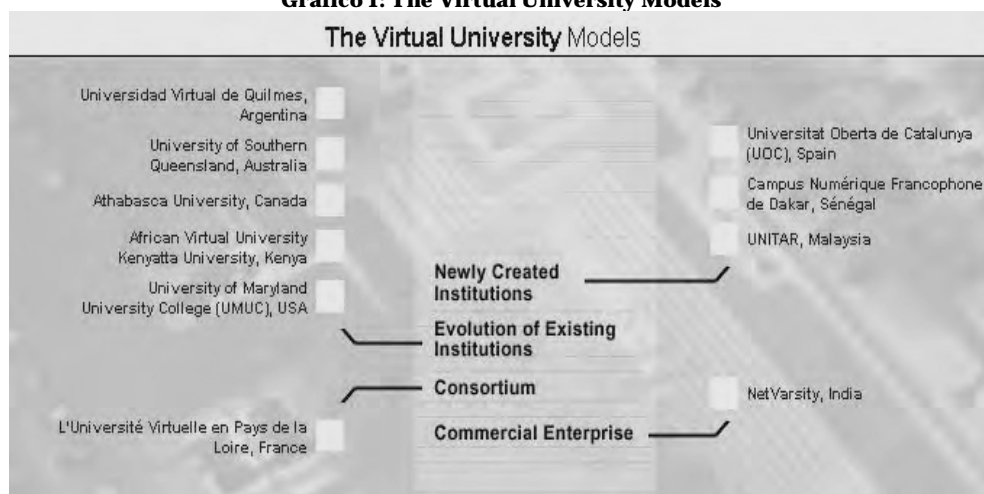 Gráfico 1: The Virtual University Models
The Virtual University Models
Universidad Virtual de Quilmes,
Argentina
University of Southern
Queensland, Australia
Athabasca University, Canada
African Virtual University
Kenyatta University, Kenya
University of Maryland
University College (UMUC), USA
Universitat Oberta de Catalunya
(UOC), Spain
Campus Numérique Francophone
de Dakar, Sénégal
UNITAR, Malaysia
Newly Created
Institutions
Evolution of Existing
Institutions
Consortium
Commercial Enterprise
L'Université Virtuelle en Pays de la
Loire, France
NetVarsity, India